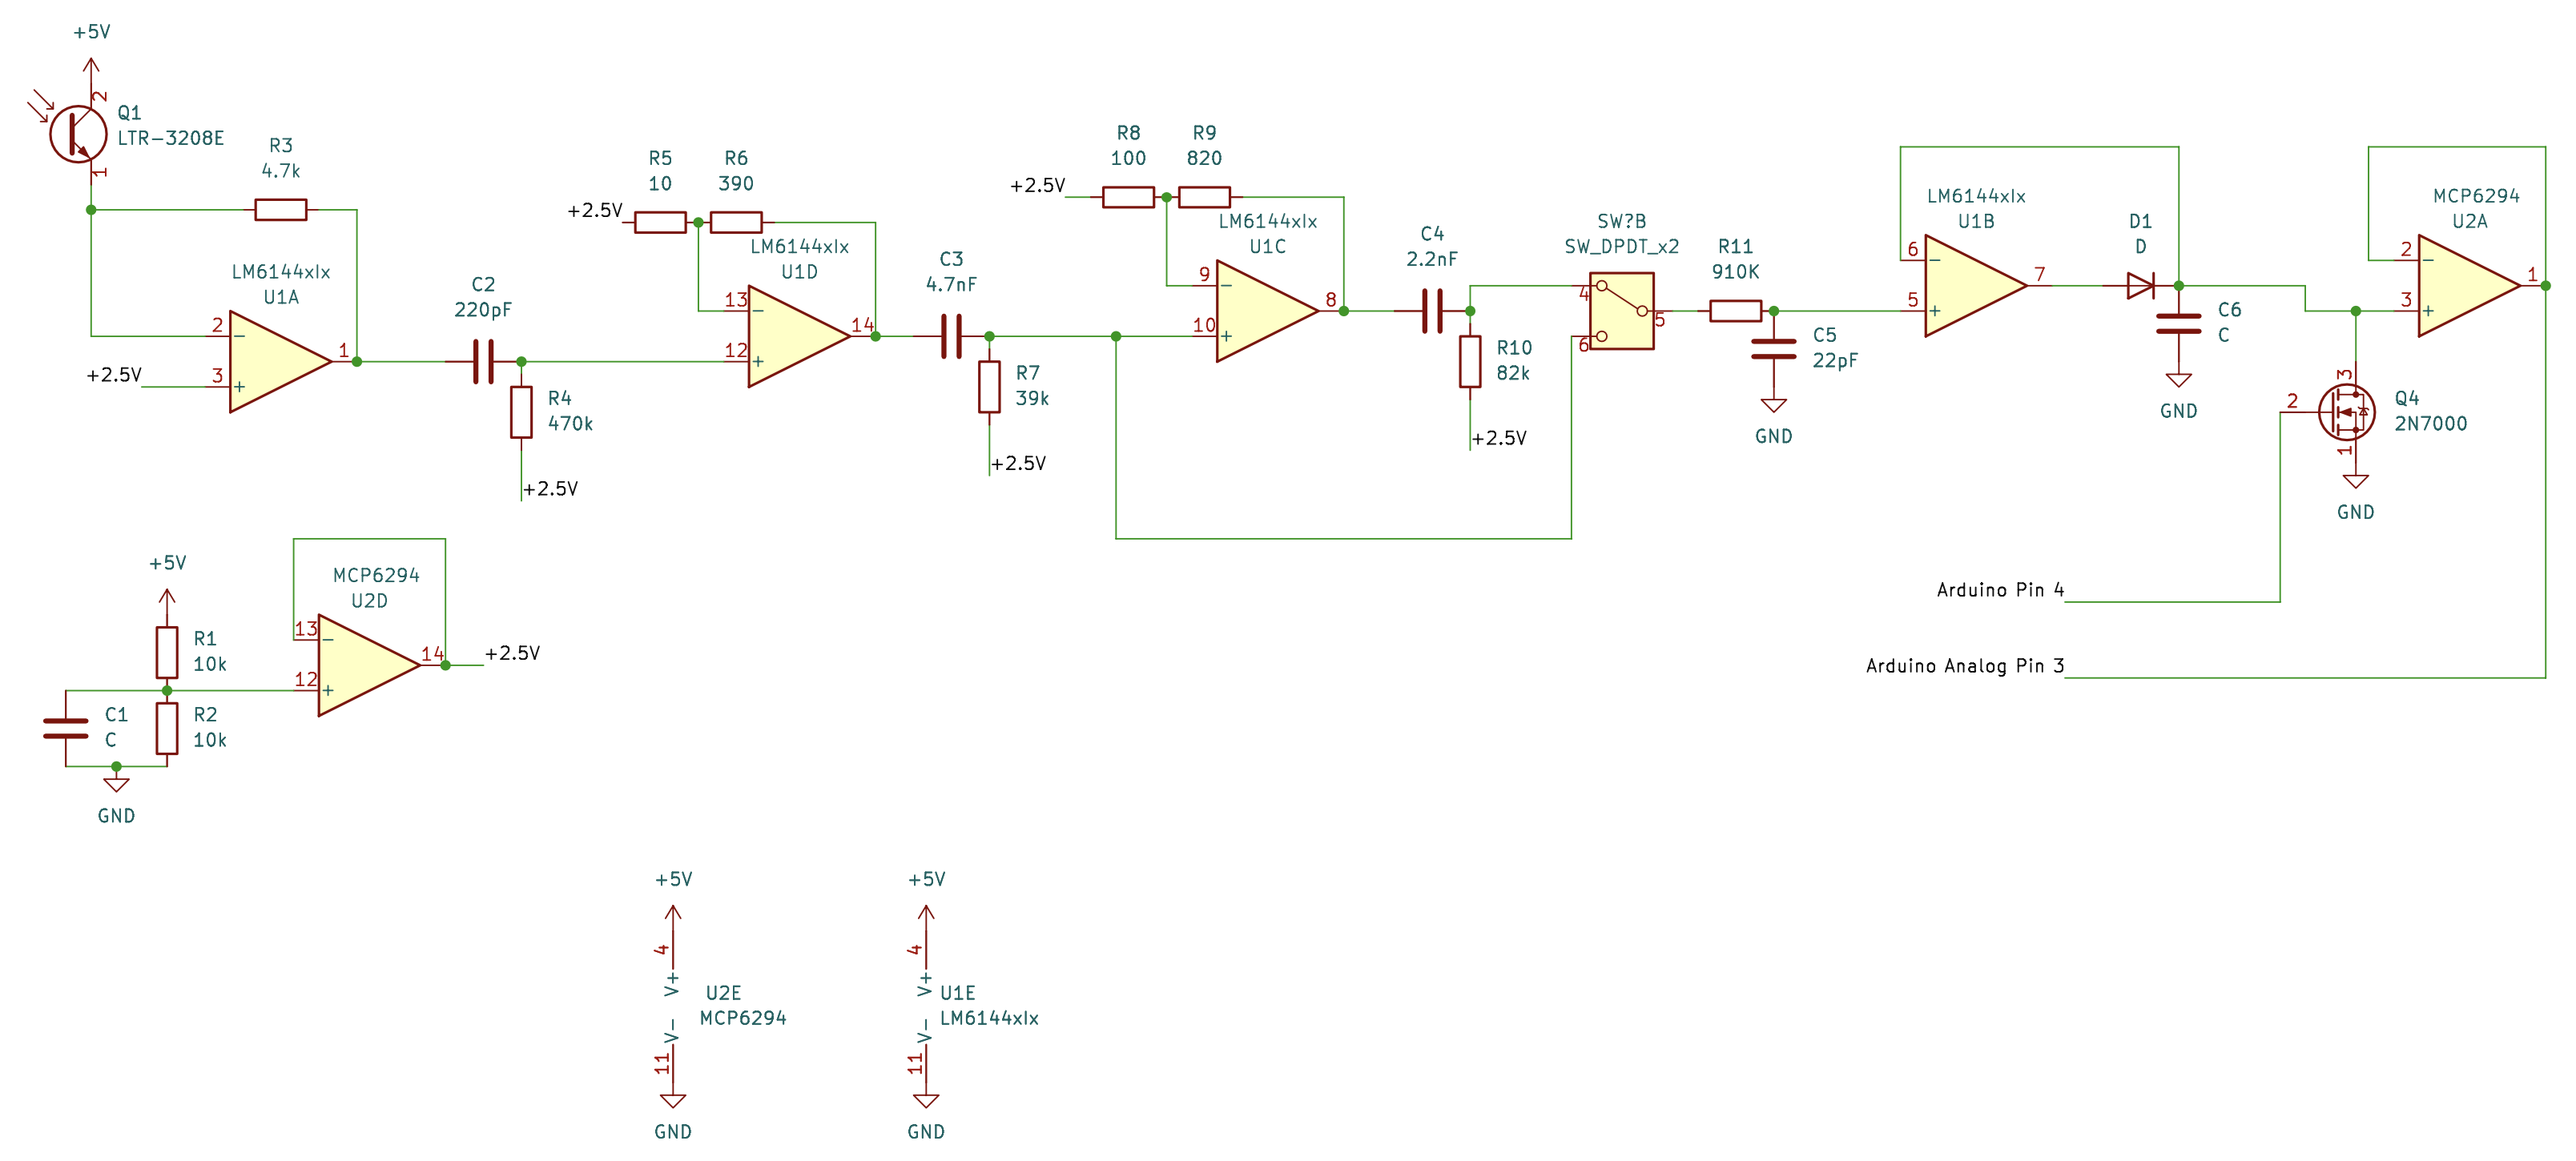 +5V
2
Q1
LTR-3208E
1
R3
4.7k
LM6144xIx
U1A
2
−
1
+2.5V
3
+
C2
220pF
R4
470k
+2.5V
R5
10
R6
390
+2.5V
LM6144xIx
U1D
13
−
14
12
+
C3
4.7nF
R7
39k
+2.5V
R8
100
R9
820
+2.5V
LM6144xIx
U1C
9
−
8
10
+
C4
2.2nF
R10
82k
+2.5V
SW?B
SW_DPDT_x2
4
5
6
R11
910K
C5
22pF
GND
LM6144xIx
U1B
6
−
7
5
+
D1
D
C6
C
GND
MCP6294
U2A
2
−
1
3
+
3
2
Q4
2N7000
1
GND
Arduino Pin 4
Arduino Analog Pin 3
+5V
R1
10k
R2
10k
C1
C
GND
MCP6294
U2D
13
−
14
+2.5V
12
+
+5V
4
V+
U2E
MCP6294
V-
11
GND
+5V
4
V+
U1E
LM6144xIx
V-
11
GND